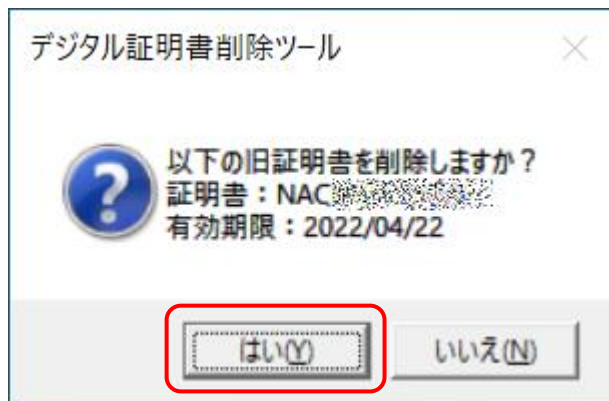 デジタル証明書削除ツール
以下の旧証明書を削除しますか？
証明書：NAC
有効期限：2022/04/22
はい(Y) いいえ(N)